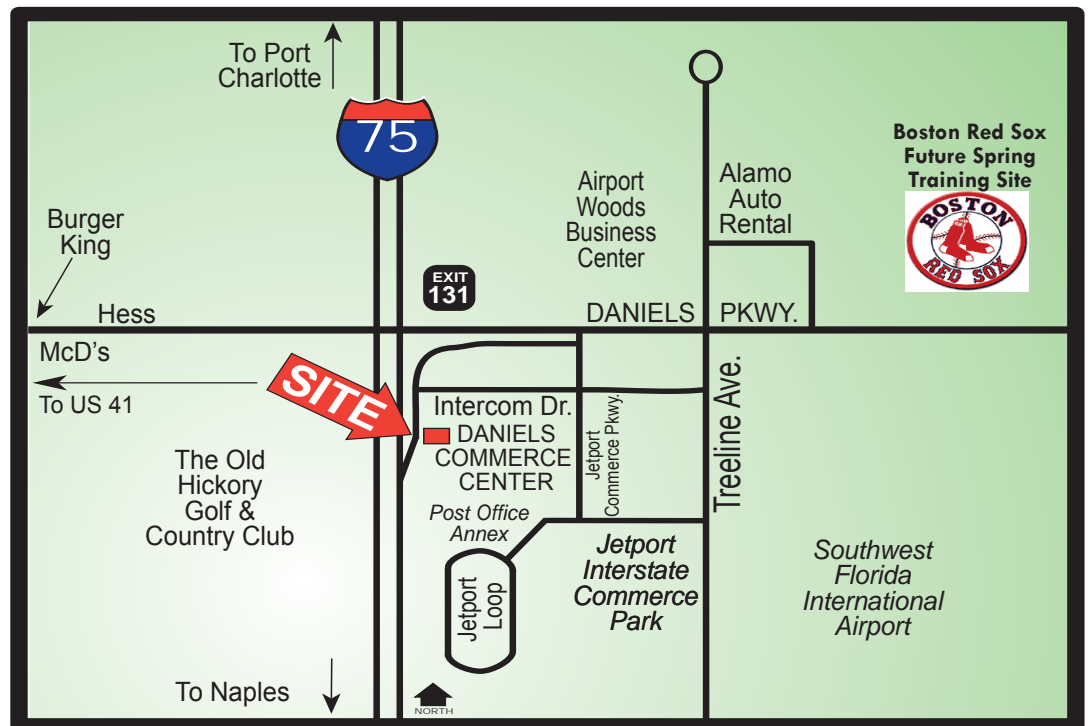 To Port
Charlotte
75
Boston Red Sox
Future Spring
Training Site
BOSTON
RED SOX
Alamo
Auto
Rental
Airport
Woods
Business
Center
Burger
King
EXIT
131
Hess
DANIELS PKWY.
McD's
To US 41
SITE
Intercom Dr.
DANIELS
COMMERCE
CENTER
Jetport
Commerce Pkwy.
Treeline Ave.
The Old
Hickory
Golf &
Country Club
Post Office
Annex
Jetport
Loop
Jetport
Interstate
Commerce
Park
Southwest
Florida
International
Airport
To Naples
NORTH